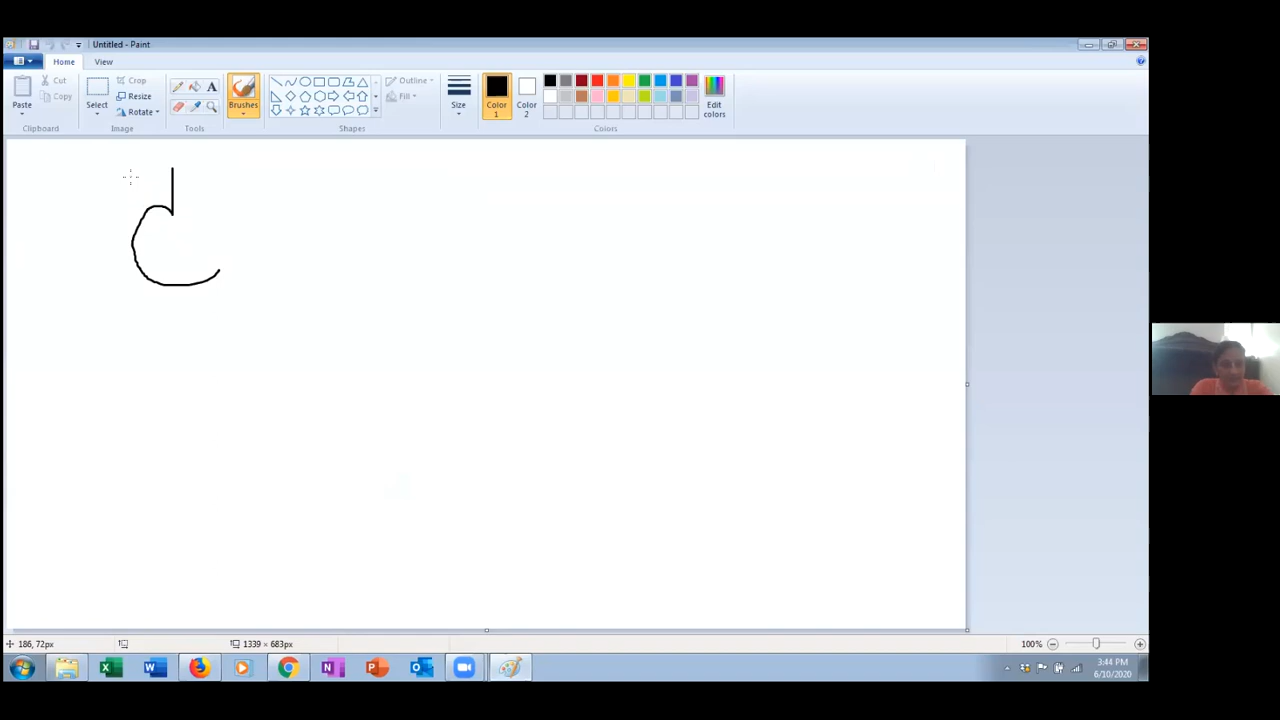 Untitled - Paint
Home View
Paste
Cut
Copy
Clipboard
Select
Crop
Resize
Rotate
Image
Tools
Brushes
Shapes
Outline
Fill
Size
Color 1
Color 2
Edit colors
Colors
186, 72px
1339 × 683px
100%
3:44 PM
6/10/2020